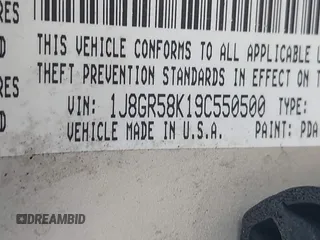 RES
THIS VEHICLE CONFORMS TO ALL
THEFT PREVENTION STANDARDS IN EFFECT ON T
VIN: 1J8GR58K19C550500 TYPE:
VEHICLE MADE IN U.S.A. PAINT: PDA
DREAMBID